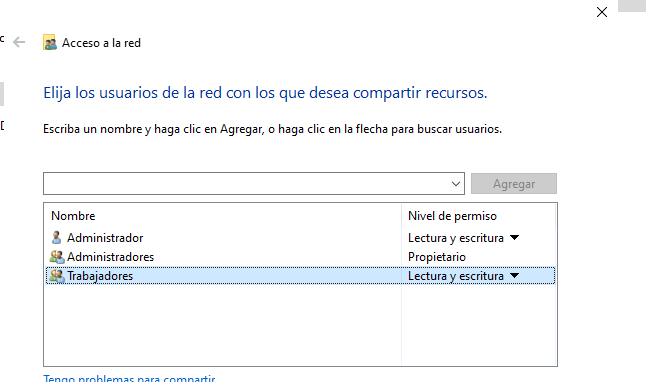 Acceso a la red
Elija los usuarios de la red con los que desea compartir recursos.
Escriba un nombre y haga clic en Agregar, o haga clic en la flecha para buscar usuarios.
Agregar
Nombre Nivel de permiso
Administrador Lectura y escritura
Administradores Propietario
Trabajadores Lectura y escritura
Tengo problemas para compartir